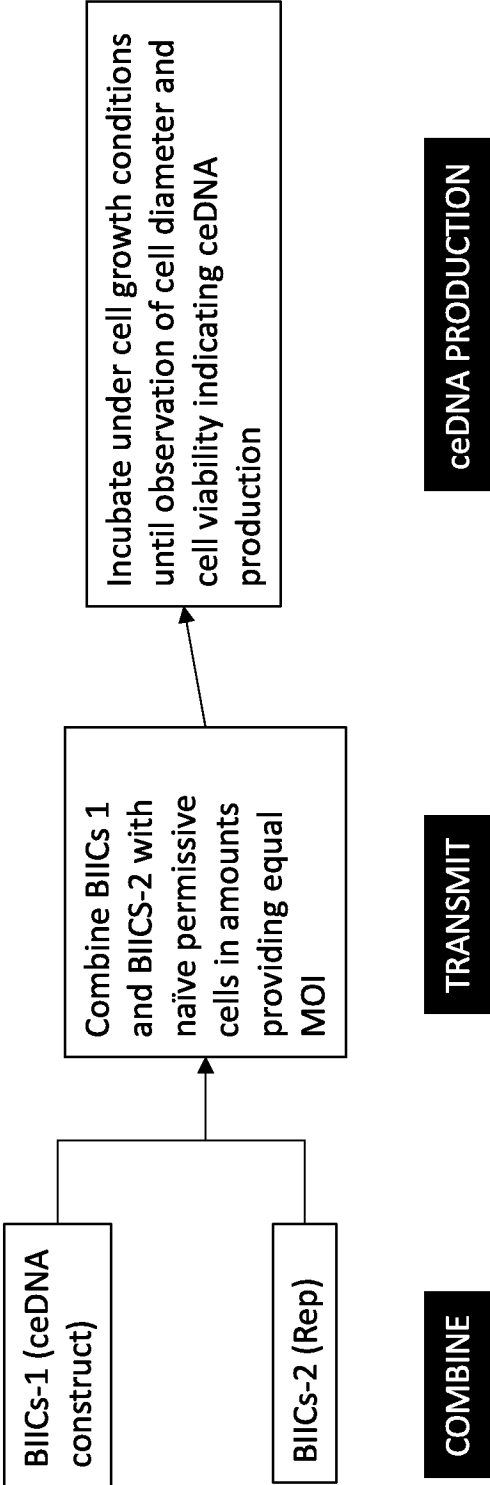 BIICs-1 (ceDNA
construct)
BIICs-2 (Rep)
Combine BIICs 1
and BIICS-2 with
naïve permissive
cells in amounts
providing equal
MOI
Incubate under cell growth conditions
until observation of cell diameter and
cell viability indicating ceDNA
production
COMBINE
TRANSMIT
ceDNA PRODUCTION